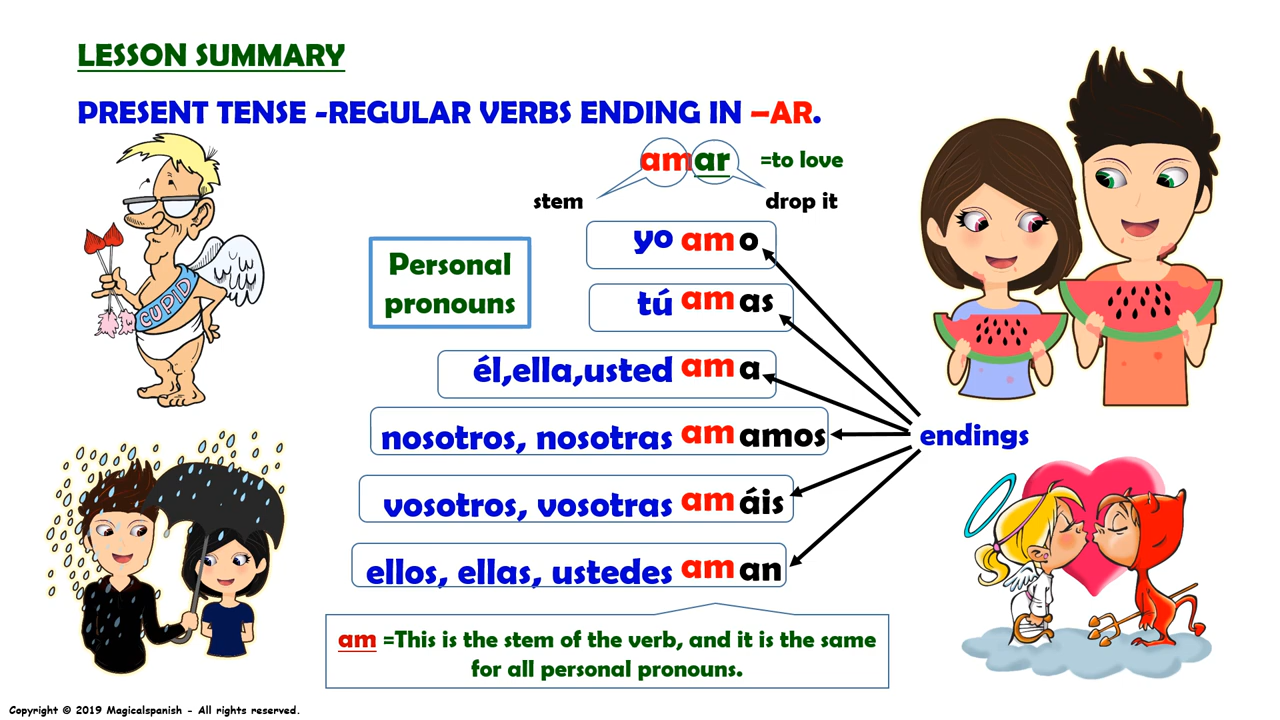 LESSON SUMMARY
PRESENT TENSE -REGULAR VERBS ENDING IN –AR.
amar =to love
stem drop it
Personal
pronouns
yo amo
tú amas
él,ella,usted ama
nosotros, nosotras amamos
vosotros, vosotras amáis
ellos, ellas, ustedes aman
endings
CUPID
am =This is the stem of the verb, and it is the same
for all personal pronouns.
Copyright © 2019 Magicalspanish - All rights reserved.